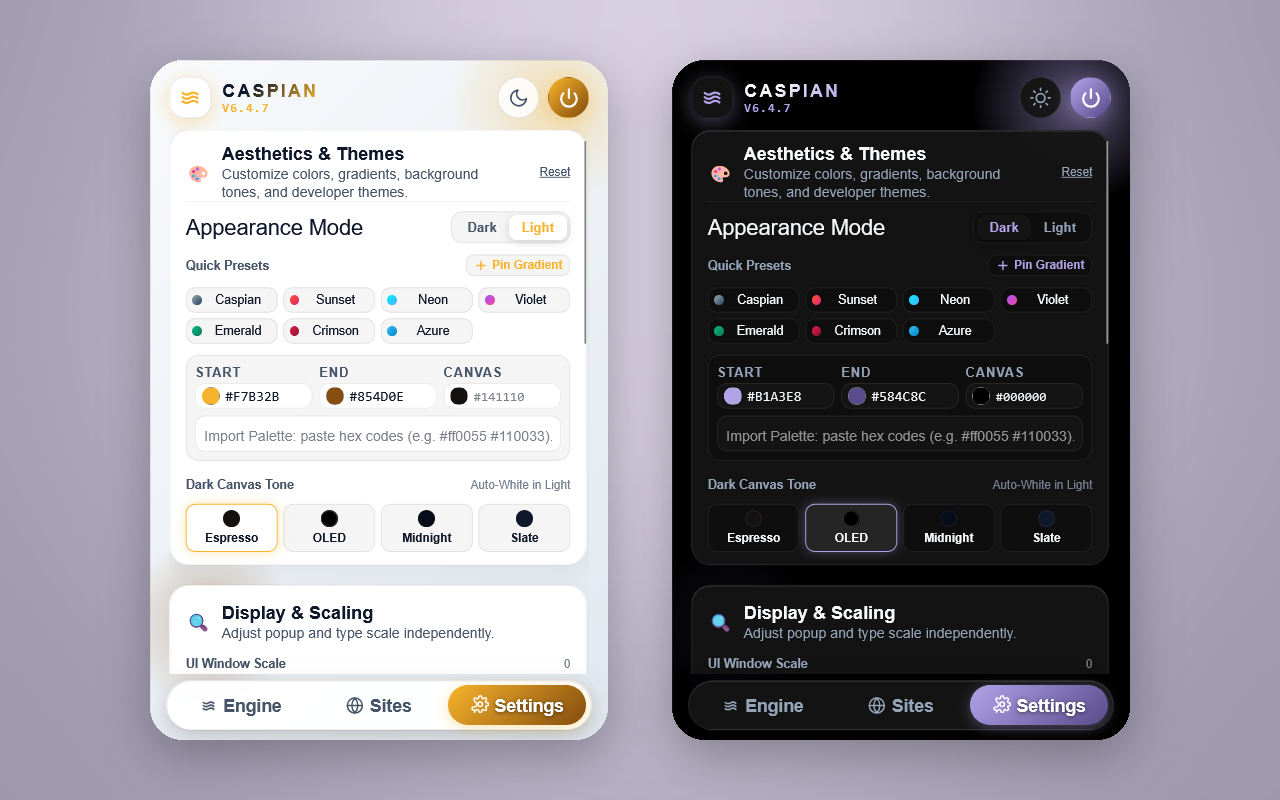 CASPIAN
V6.4.7
Aesthetics & Themes
Customize colors, gradients, background
tones, and developer themes.
Reset
Appearance Mode
Dark Light
Quick Presets
+ Pin Gradient
Caspian Sunset Neon Violet
Emerald Crimson Azure
START END CANVAS
#F7B32B #854D0E #141110
Import Palette: paste hex codes (e.g. #ff0055 #110033).
Dark Canvas Tone
Auto-White in Light
Espresso OLED Midnight Slate
Display & Scaling
Adjust popup and type scale independently.
UI Window Scale 0
Engine Sites Settings
CASPIAN
V6.4.7
Aesthetics & Themes
Customize colors, gradients, background
tones, and developer themes.
Reset
Appearance Mode
Dark Light
Quick Presets
+ Pin Gradient
Caspian Sunset Neon Violet
Emerald Crimson Azure
START END CANVAS
#B1A3E8 #584C8C #000000
Import Palette: paste hex codes (e.g. #ff0055 #110033).
Dark Canvas Tone
Auto-White in Light
Espresso OLED Midnight Slate
Display & Scaling
Adjust popup and type scale independently.
UI Window Scale 0
Engine Sites Settings